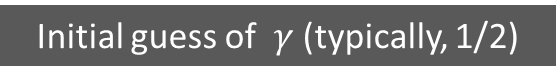 Initial guess of γ (typically, 1/2)